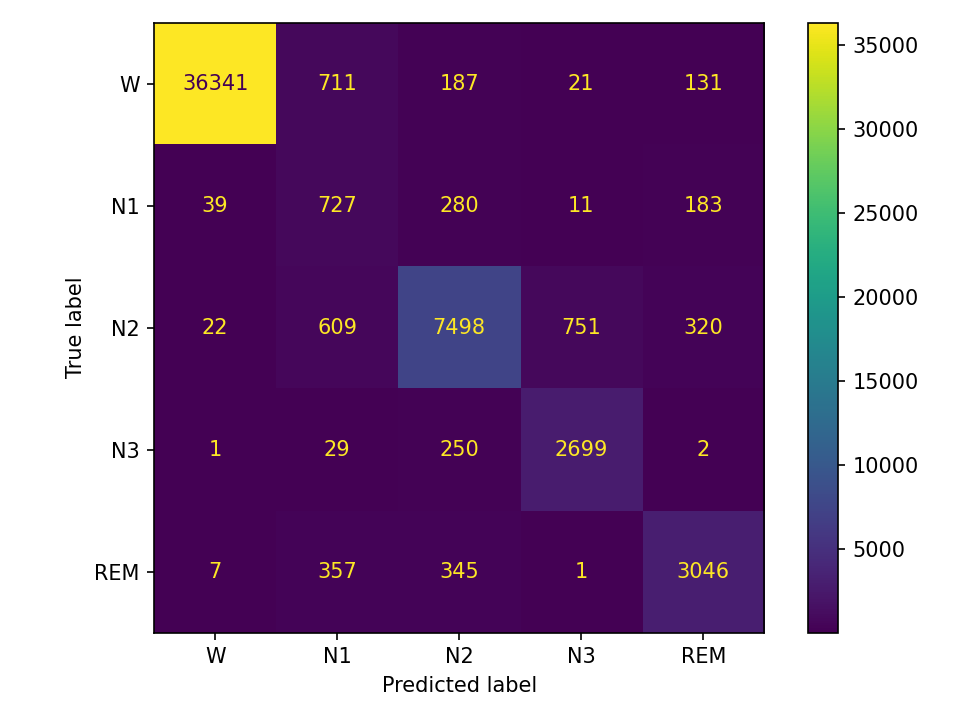 W 36341 711 187 21 131
N1 39 727 280 11 183
N2 22 609 7498 751 320
N3 1 29 250 2699 2
REM 7 357 345 1 3046
W N1 N2 N3 REM
Predicted label
True label
35000
30000
25000
20000
15000
10000
5000